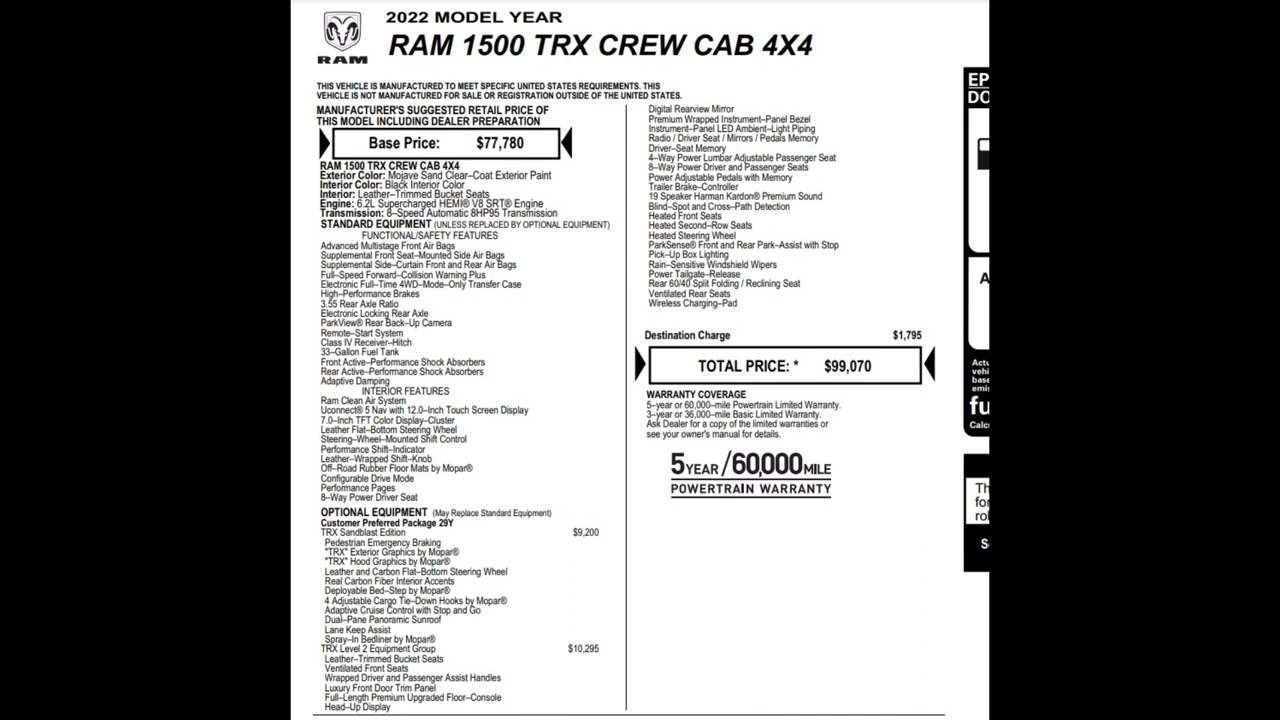 2022 MODEL YEAR
RAM 1500 TRX CREW CAB 4X4
RAM
THIS VEHICLE IS MANUFACTURED TO MEET SPECIFIC UNITED STATES REQUIREMENTS. THIS
VEHICLE IS NOT MANUFACTURED FOR SALE OR REGISTRATION OUTSIDE OF THE UNITED STATES.
MANUFACTURER'S SUGGESTED RETAIL PRICE OF
THIS MODEL INCLUDING DEALER PREPARATION
Base Price: $77,780
RAM 1500 TRX CREW CAB 4X4
Exterior Color: Mojave Sand Clear–Coat Exterior Paint
Interior Color: Black Interior Color
Interior: Leather–Trimmed Bucket Seats
Engine: 6.2L Supercharged HEMI® V8 SRT® Engine
Transmission: 8–Speed Automatic 8HP95 Transmission
STANDARD EQUIPMENT (UNLESS REPLACED BY OPTIONAL EQUIPMENT)
FUNCTIONAL/SAFETY FEATURES
Advanced Multistage Front Air Bags
Supplemental Front Seat–Mounted Side Air Bags
Supplemental Side–Curtain Front and Rear Air Bags
Full–Speed Forward–Collision Warning Plus
Electronic Full–Time 4WD–Mode–Only Transfer Case
High–Performance Brakes
3.55 Rear Axle Ratio
Electronic Locking Rear Axle
ParkView® Rear Back–Up Camera
Remote–Start System
Class IV Receiver–Hitch
33–Gallon Fuel Tank
Front Active–Performance Shock Absorbers
Rear Active–Performance Shock Absorbers
Adaptive Damping
INTERIOR FEATURES
Ram Clean Air System
Uconnect® 5 Nav with 12.0–Inch Touch Screen Display
7.0–Inch TFT Color Display–Cluster
Leather Flat–Bottom Steering Wheel
Steering–Wheel–Mounted Shift Control
Performance Shift–Indicator
Leather–Wrapped Shift–Knob
Off–Road Rubber Floor Mats by Mopar®
Configurable Drive Mode
Performance Pages
8–Way Power Driver Seat
OPTIONAL EQUIPMENT (May Replace Standard Equipment)
Customer Preferred Package 29Y
TRX Sandblast Edition $9,200
Pedestrian Emergency Braking
"TRX" Exterior Graphics by Mopar®
"TRX" Hood Graphics by Mopar®
Leather and Carbon Flat–Bottom Steering Wheel
Real Carbon Fiber Interior Accents
Deployable Bed–Step by Mopar®
4 Adjustable Cargo Tie–Down Hooks by Mopar®
Adaptive Cruise Control with Stop and Go
Dual–Pane Panoramic Sunroof
Lane Keep Assist
Spray–In Bedliner by Mopar®
TRX Level 2 Equipment Group $10,295
Leather–Trimmed Bucket Seats
Ventilated Front Seats
Wrapped Driver and Passenger Assist Handles
Luxury Front Door Trim Panel
Full–Length Premium Upgraded Floor–Console
Head–Up Display
Digital Rearview Mirror
Premium Wrapped Instrument–Panel Bezel
Instrument–Panel LED Ambient–Light Piping
Radio / Driver Seat / Mirrors / Pedals Memory
Driver–Seat Memory
4–Way Power Lumbar Adjustable Passenger Seat
8–Way Power Driver and Passenger Seats
Power Adjustable Pedals with Memory
Trailer Brake–Controller
19 Speaker Harman Kardon® Premium Sound
Blind–Spot and Cross–Path Detection
Heated Front Seats
Heated Second–Row Seats
Heated Steering Wheel
ParkSense® Front and Rear Park–Assist with Stop
Pick–Up Box Lighting
Rain–Sensitive Windshield Wipers
Power Tailgate–Release
Rear 60/40 Split Folding / Reclining Seat
Ventilated Rear Seats
Wireless Charging–Pad
Destination Charge $1,795
TOTAL PRICE: * $99,070
WARRANTY COVERAGE
5–year or 60,000–mile Powertrain Limited Warranty.
3–year or 36,000–mile Basic Limited Warranty.
Ask Dealer for a copy of the limited warranties or
see your owner's manual for details.
5 YEAR / 60,000 MILE
POWERTRAIN WARRANTY
EP
DO
A
Actu
vehi
base
emis
fu
Calcu
Th
for
rol
S